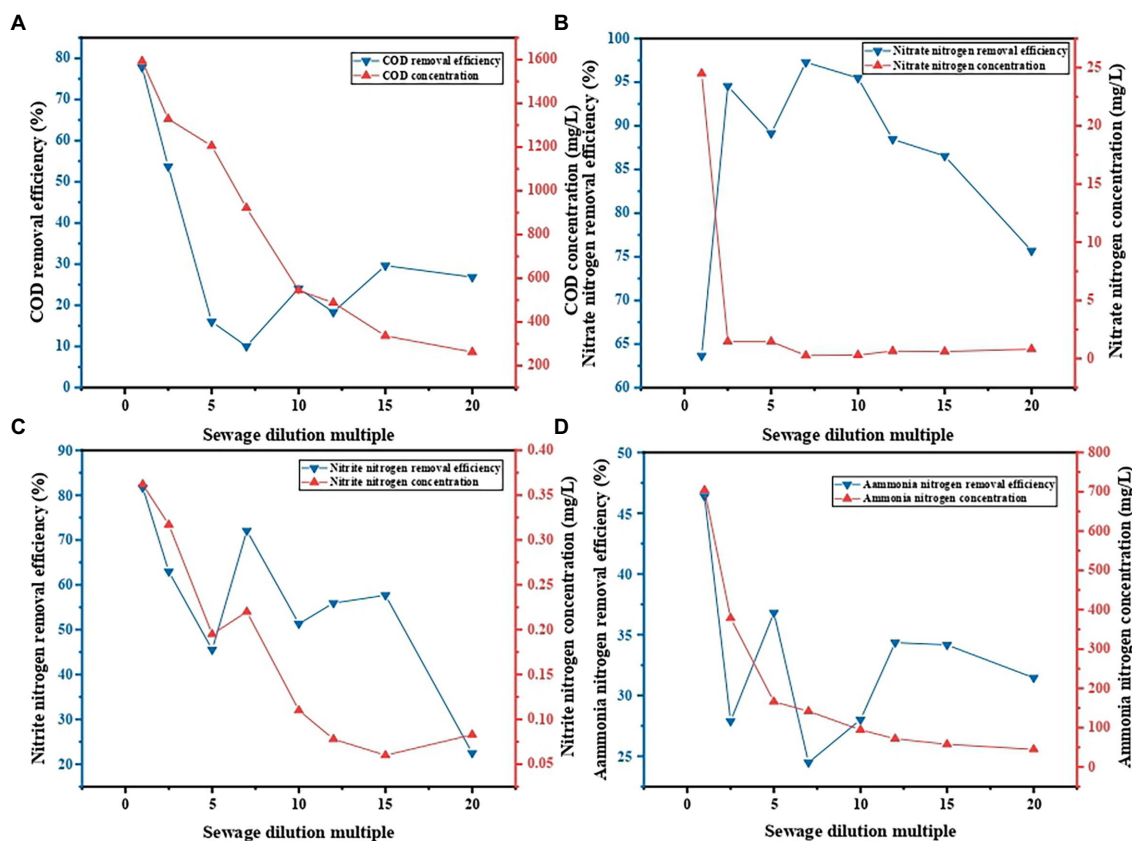 A
COD removal efficiency (%)
80
70
60
50
40
30
20
10
0
COD removal efficiency
COD concentration
1600
1400
1200
1000
800
600
400
200
COD concentration (mg/L)
0 5 10 15 20
Sewage dilution multiple
B
Nitrate nitrogen removal efficiency (%)
100
95
90
85
80
75
70
65
60
Nitrate nitrogen removal efficiency
Nitrate nitrogen concentration
25
20
15
10
5
0
Nitrate nitrogen concentration (mg/L)
0 5 10 15 20
Sewage dilution multiple
C
Nitrite nitrogen removal efficiency (%)
90
80
70
60
50
40
30
20
Nitrite nitrogen removal efficiency
Nitrite nitrogen concentration
0.40
0.35
0.30
0.25
0.20
0.15
0.10
0.05
Nitrite nitrogen concentration (mg/L)
0 5 10 15 20
Sewage dilution multiple
D
Aammonia nitrogen removal efficiency (%)
50
45
40
35
30
25
Aammonia nitrogen removal efficiency
Ammonia nitrogen concentration
800
700
600
500
400
300
200
100
0
Ammonia nitrogen concentration (mg/L)
0 5 10 15 20
Sewage dilution multiple